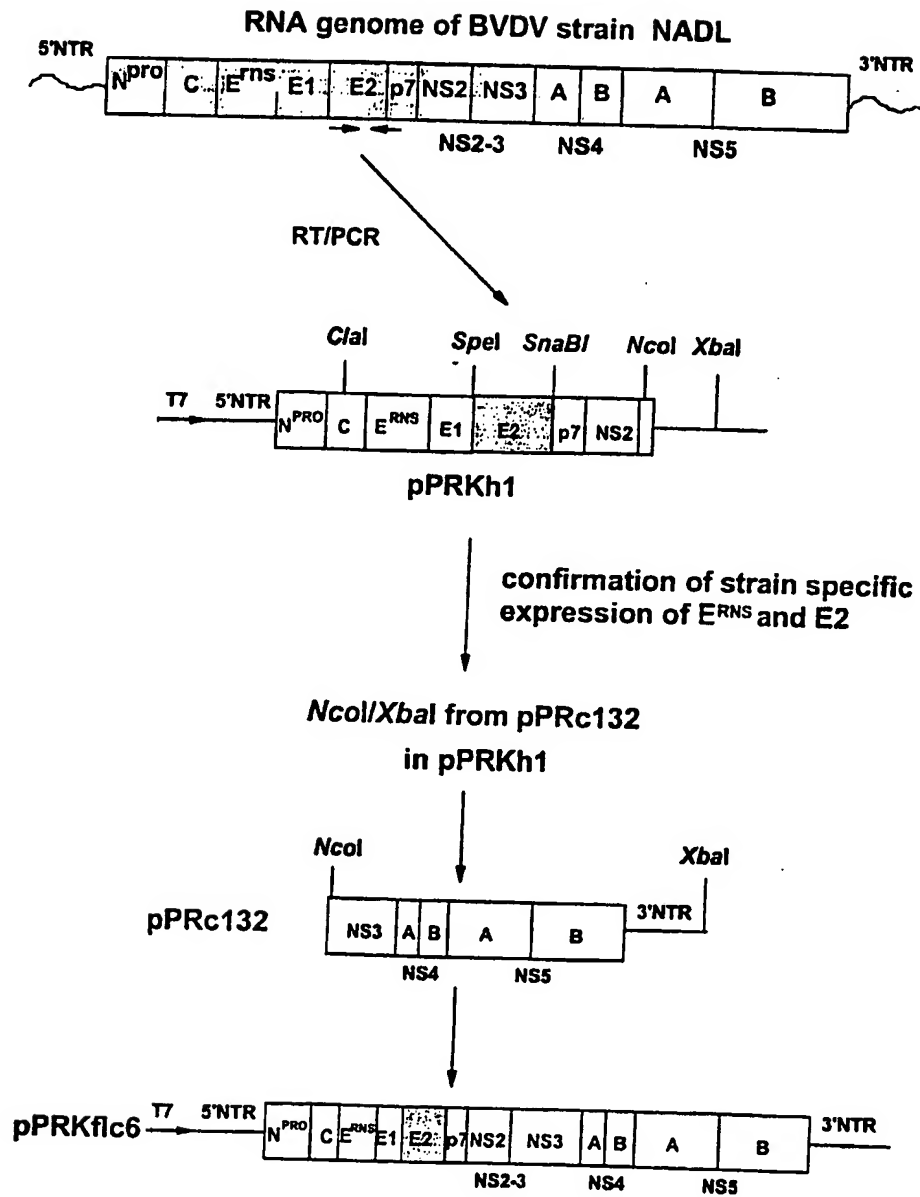 RNA genome of BVDV strain NADL
5'NTR
3'NTR
N pro C E rns E1 E2 p7 NS2 NS3 A B A B
NS2-3 NS4 NS5
RT/PCR
ClaI SpeI SnaBI NcoI XbaI
T7 5'NTR
N PRO C E RNS E1 E2 p7 NS2
pPRKh1
confirmation of strain specific
expression of E RNS and E2
NcoI/XbaI from pPRc132
in pPRKh1
NcoI XbaI
pPRc132 NS3 A B A B 3'NTR
NS4 NS5
pPRKflc6 T7 5'NTR N PRO C E RNS E1 E2 p7 NS2 NS3 A B A B 3'NTR
NS2-3 NS4 NS5